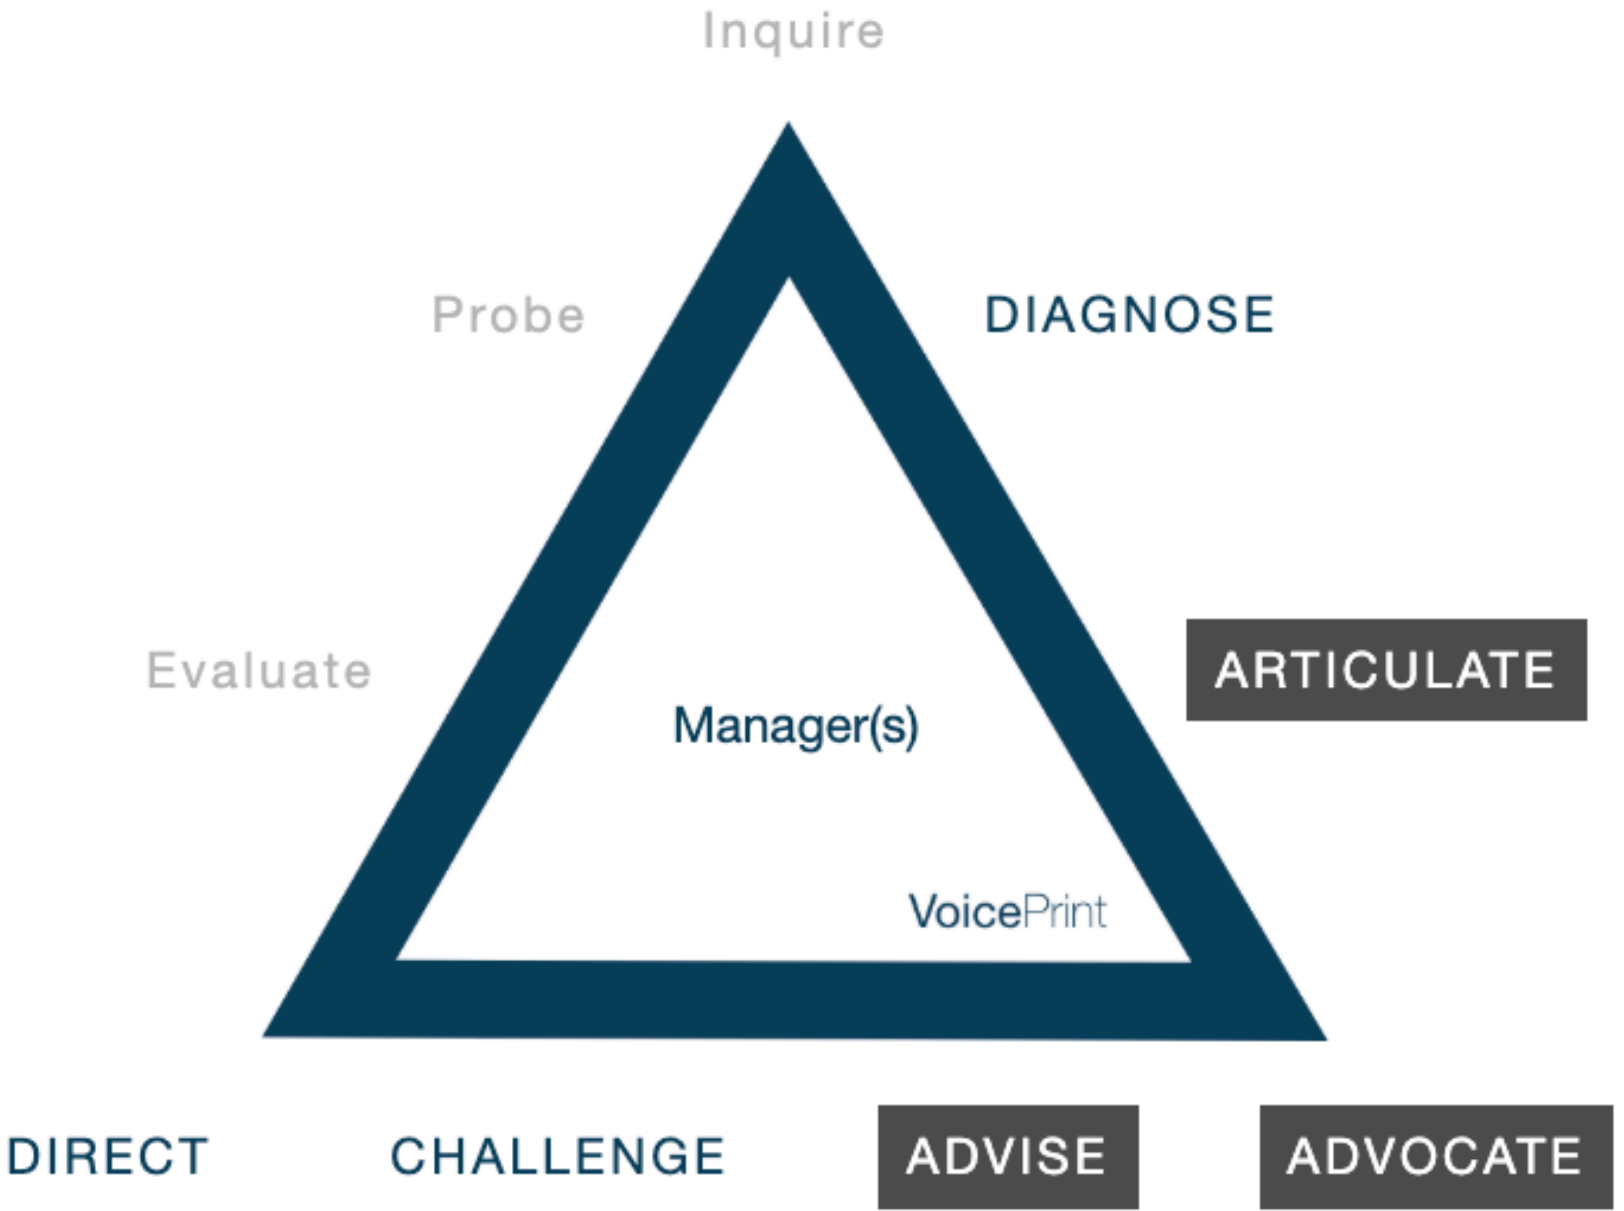 Inquire
Probe
DIAGNOSE
Evaluate
ARTICULATE
Manager(s)
VoicePrint
DIRECT CHALLENGE ADVISE ADVOCATE